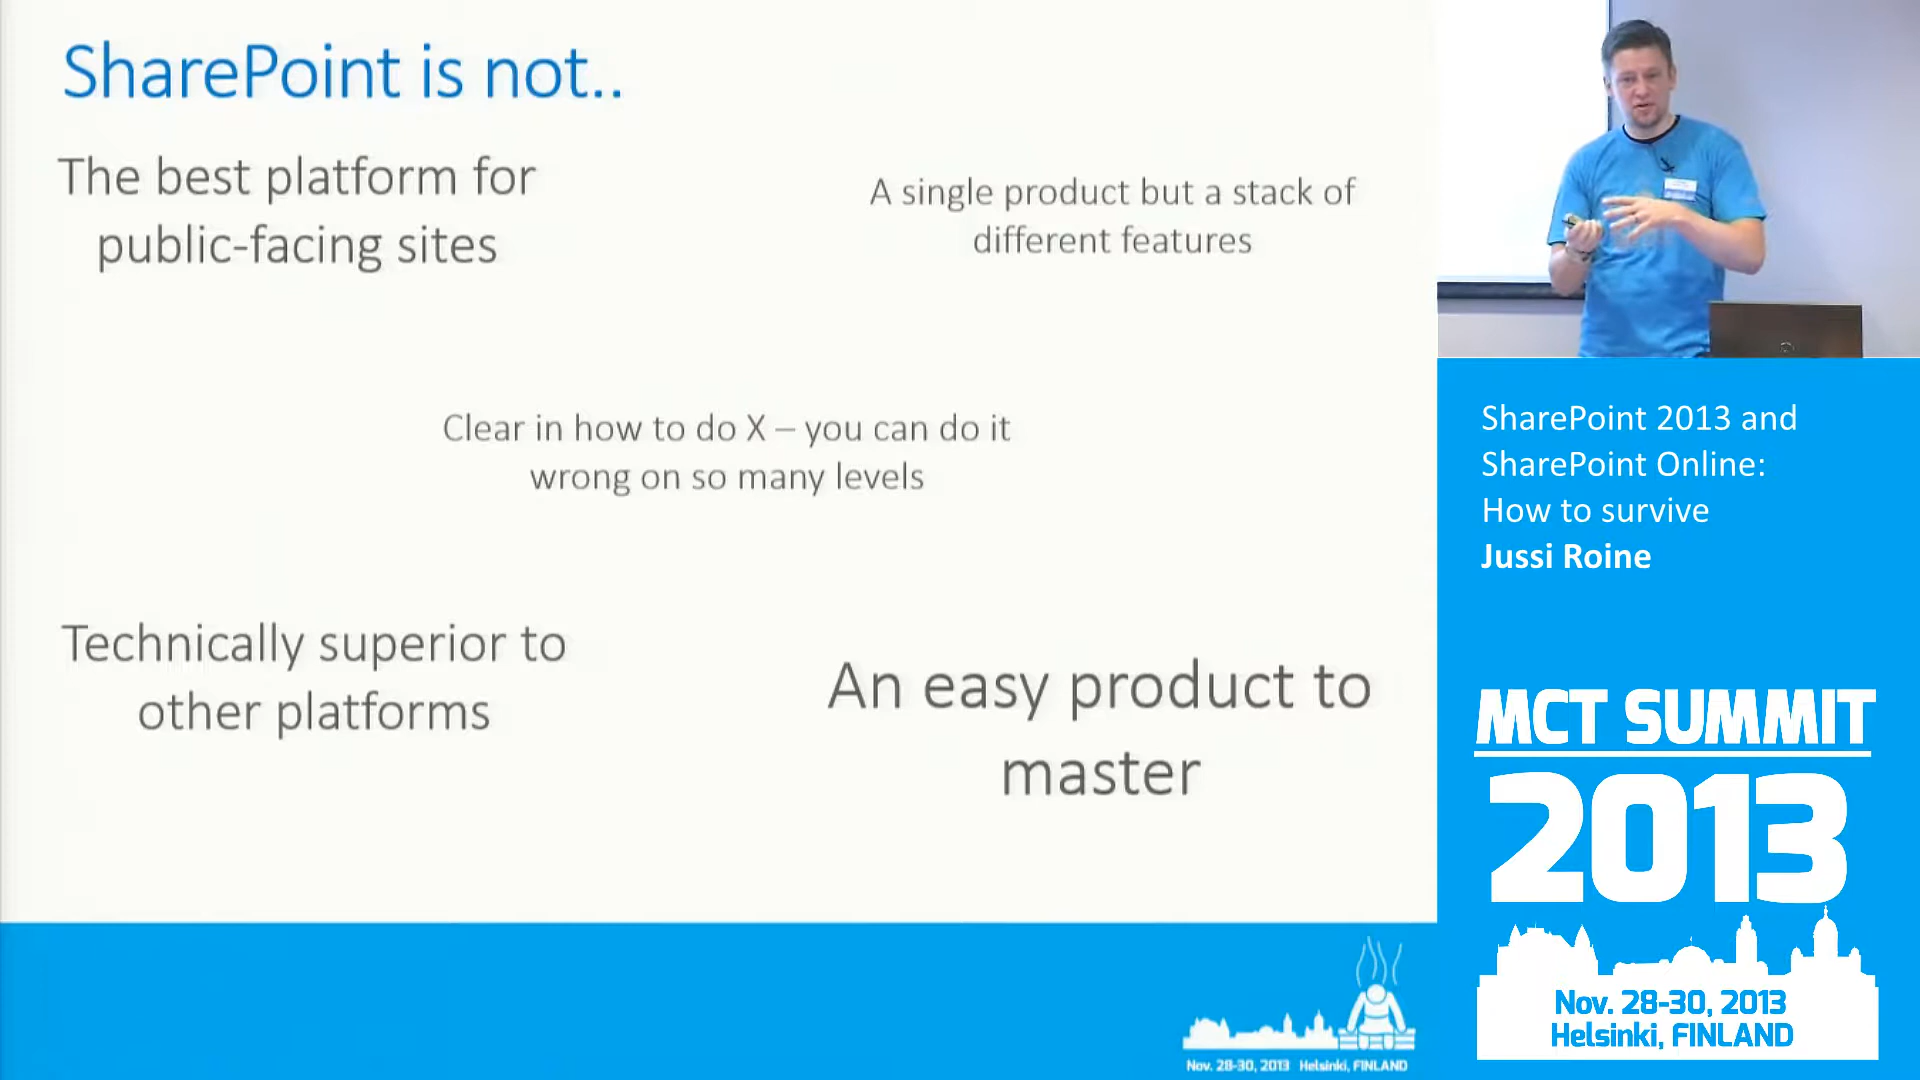 SharePoint is not..
The best platform for
public-facing sites
A single product but a stack of
different features
Clear in how to do X – you can do it
wrong on so many levels
Technically superior to
other platforms
An easy product to
master
Nov. 28-30, 2013 Helsinki, FINLAND
SharePoint 2013 and
SharePoint Online:
How to survive
Jussi Roine
MCT SUMMIT
2013
Nov. 28-30, 2013
Helsinki, FINLAND